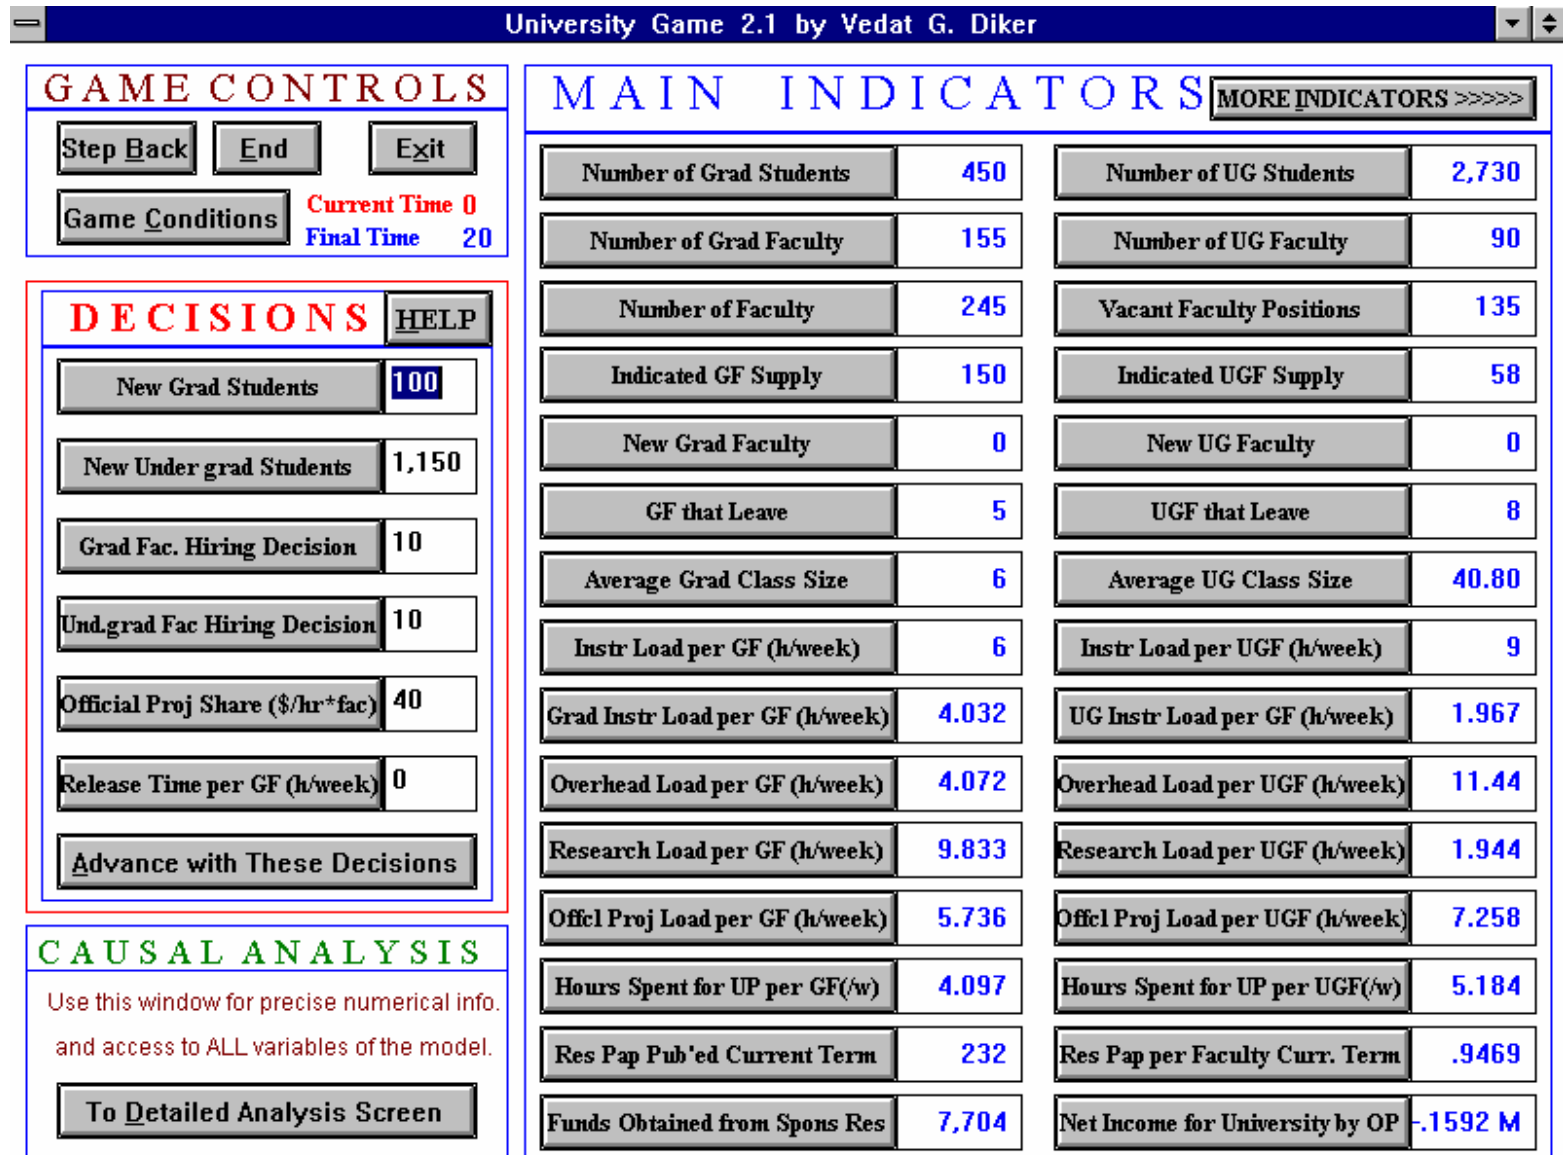 University Game 2.1 by Vedat G. Diker
GAME CONTROLS
Step Back End Exit
Game Conditions
Current Time 0
Final Time 20
DECISIONS HELP
New Grad Students 100
New Under grad Students 1,150
Grad Fac. Hiring Decision 10
Und.grad Fac Hiring Decision 10
Official Proj Share ($/hr*fac) 40
Release Time per GF (h/week) 0
Advance with These Decisions
CAUSAL ANALYSIS
Use this window for precise numerical info.
and access to ALL variables of the model.
To Detailed Analysis Screen
MAIN INDICATORS MORE INDICATORS >>>>>
Number of Grad Students 450 Number of UG Students 2,730
Number of Grad Faculty 155 Number of UG Faculty 90
Number of Faculty 245 Vacant Faculty Positions 135
Indicated GF Supply 150 Indicated UGF Supply 58
New Grad Faculty 0 New UG Faculty 0
GF that Leave 5 UGF that Leave 8
Average Grad Class Size 6 Average UG Class Size 40.80
Instr Load per GF (h/week) 6 Instr Load per UGF (h/week) 9
Grad Instr Load per GF (h/week) 4.032 UG Instr Load per GF (h/week) 1.967
Overhead Load per GF (h/week) 4.072 Overhead Load per UGF (h/week) 11.44
Research Load per GF (h/week) 9.833 Research Load per UGF (h/week) 1.944
Offcl Proj Load per GF (h/week) 5.736 Offcl Proj Load per UGF (h/week) 7.258
Hours Spent for UP per GF(/w) 4.097 Hours Spent for UP per UGF(/w) 5.184
Res Pap Pub'ed Current Term 232 Res Pap per Faculty Curr. Term .9469
Funds Obtained from Spons Res 7,704 Net Income for University by OP -.1592 M